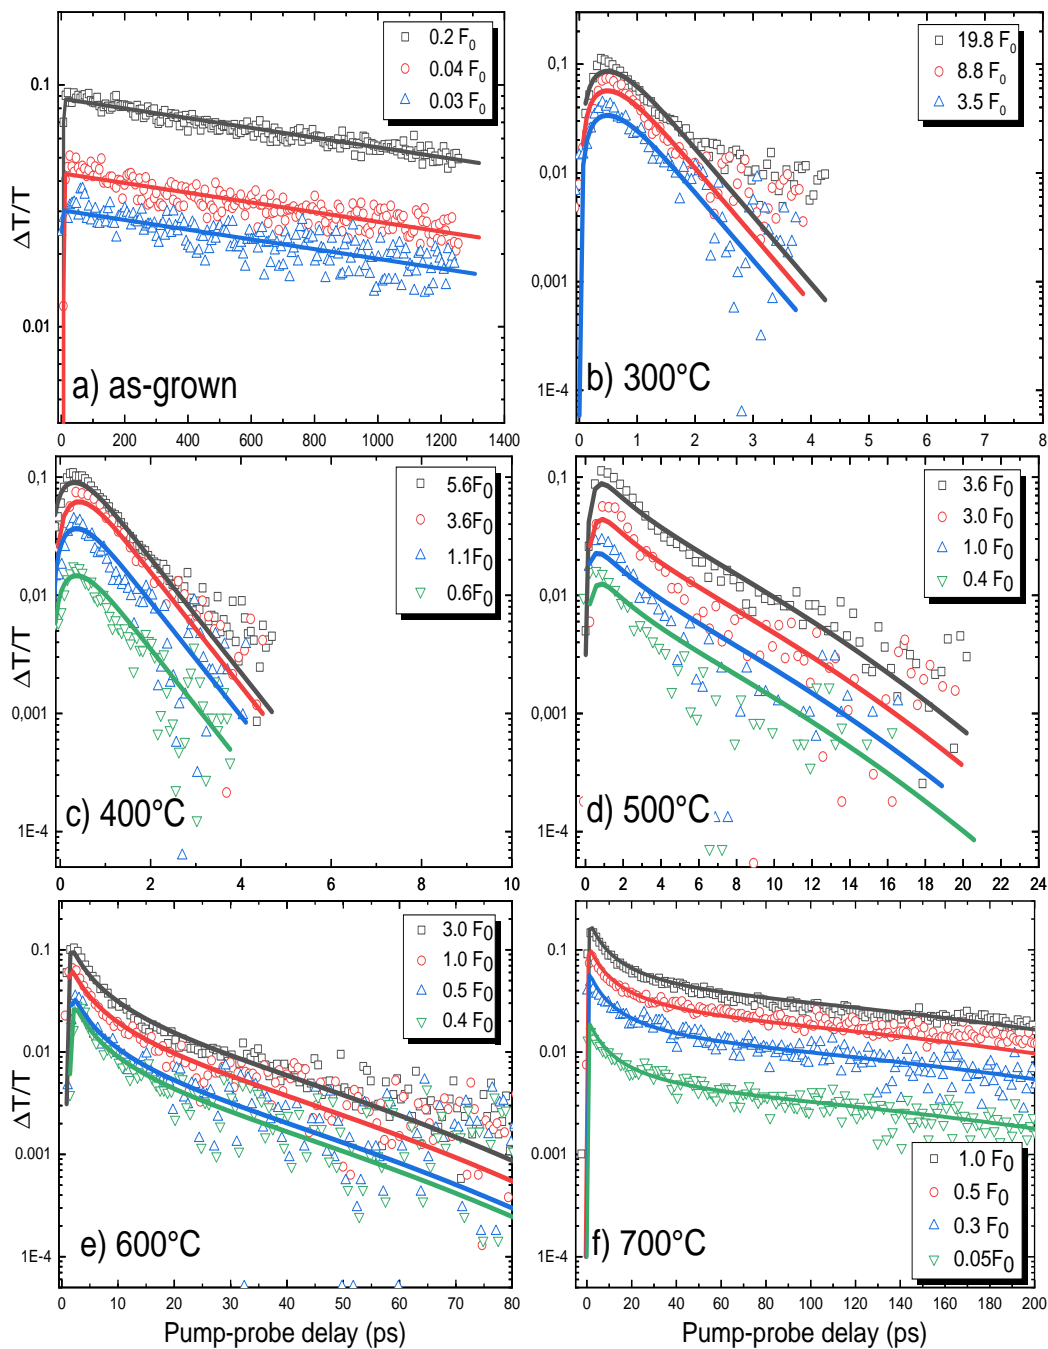 0.2 F0
0.04 F0
0.03 F0
0.1
0.01
ΔT/T
a) as-grown
0 200 400 600 800 1000 1200 1400
19.8 F0
8.8 F0
3.5 F0
0,1
0,01
0,001
1E-4
b) 300°C
0 1 2 3 4 5 6 7 8
5.6F0
3.6F0
1.1F0
0.6F0
0,1
0,01
0,001
1E-4
ΔT/T
c) 400°C
0 2 4 6 8 10
3.6 F0
3.0 F0
1.0 F0
0.4 F0
0,1
0,01
0,001
1E-4
d) 500°C
0 2 4 6 8 10 12 14 16 18 20 22 24
3.0 F0
1.0 F0
0.5 F0
0.4 F0
0.1
0.01
0.001
1E-4
ΔT/T
e) 600°C
0 10 20 30 40 50 60 70 80
Pump-probe delay (ps)
0.1
0.01
0.001
1E-4
1.0 F0
0.5 F0
0.3 F0
0.05F0
f) 700°C
0 20 40 60 80 100 120 140 160 180 200
Pump-probe delay (ps)